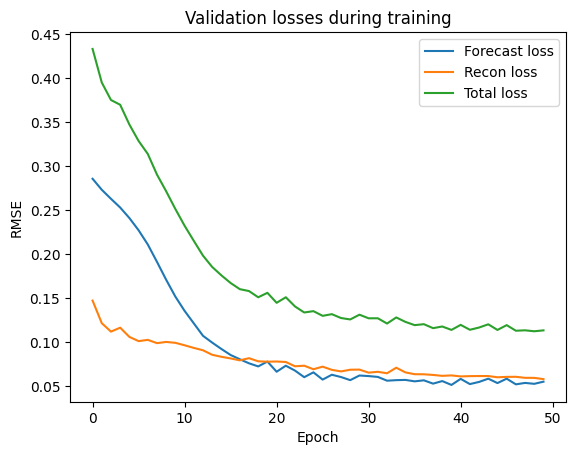 Validation losses during training
0.45
0.40
0.35
0.30
0.25
0.20
0.15
0.10
0.05
RMSE
Forecast loss
Recon loss
Total loss
0 10 20 30 40 50
Epoch